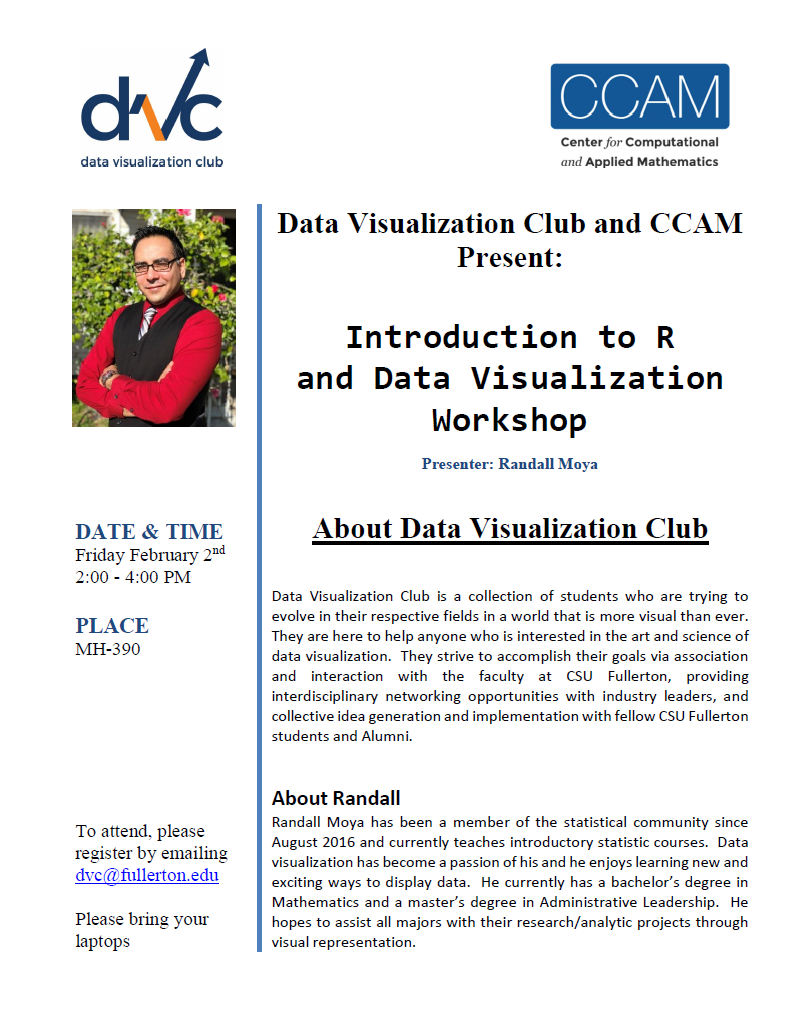 dvc
data visualization club
CCAM
Center for Computational
and Applied Mathematics
Data Visualization Club and CCAM
Present:
Introduction to R
and Data Visualization
Workshop
Presenter: Randall Moya
DATE & TIME
Friday February 2nd
2:00 - 4:00 PM
PLACE
MH-390
To attend, please
register by emailing
dvc@fullerton.edu
Please bring your
laptops
About Data Visualization Club
Data Visualization Club is a collection of students who are trying to
evolve in their respective fields in a world that is more visual than ever.
They are here to help anyone who is interested in the art and science of
data visualization.  They strive to accomplish their goals via association
and interaction with the faculty at CSU Fullerton, providing
interdisciplinary networking opportunities with industry leaders, and
collective idea generation and implementation with fellow CSU Fullerton
students and Alumni.
About Randall
Randall Moya has been a member of the statistical community since
August 2016 and currently teaches introductory statistic courses.  Data
visualization has become a passion of his and he enjoys learning new and
exciting ways to display data.  He currently has a bachelor’s degree in
Mathematics and a master’s degree in Administrative Leadership.  He
hopes to assist all majors with their research/analytic projects through
visual representation.